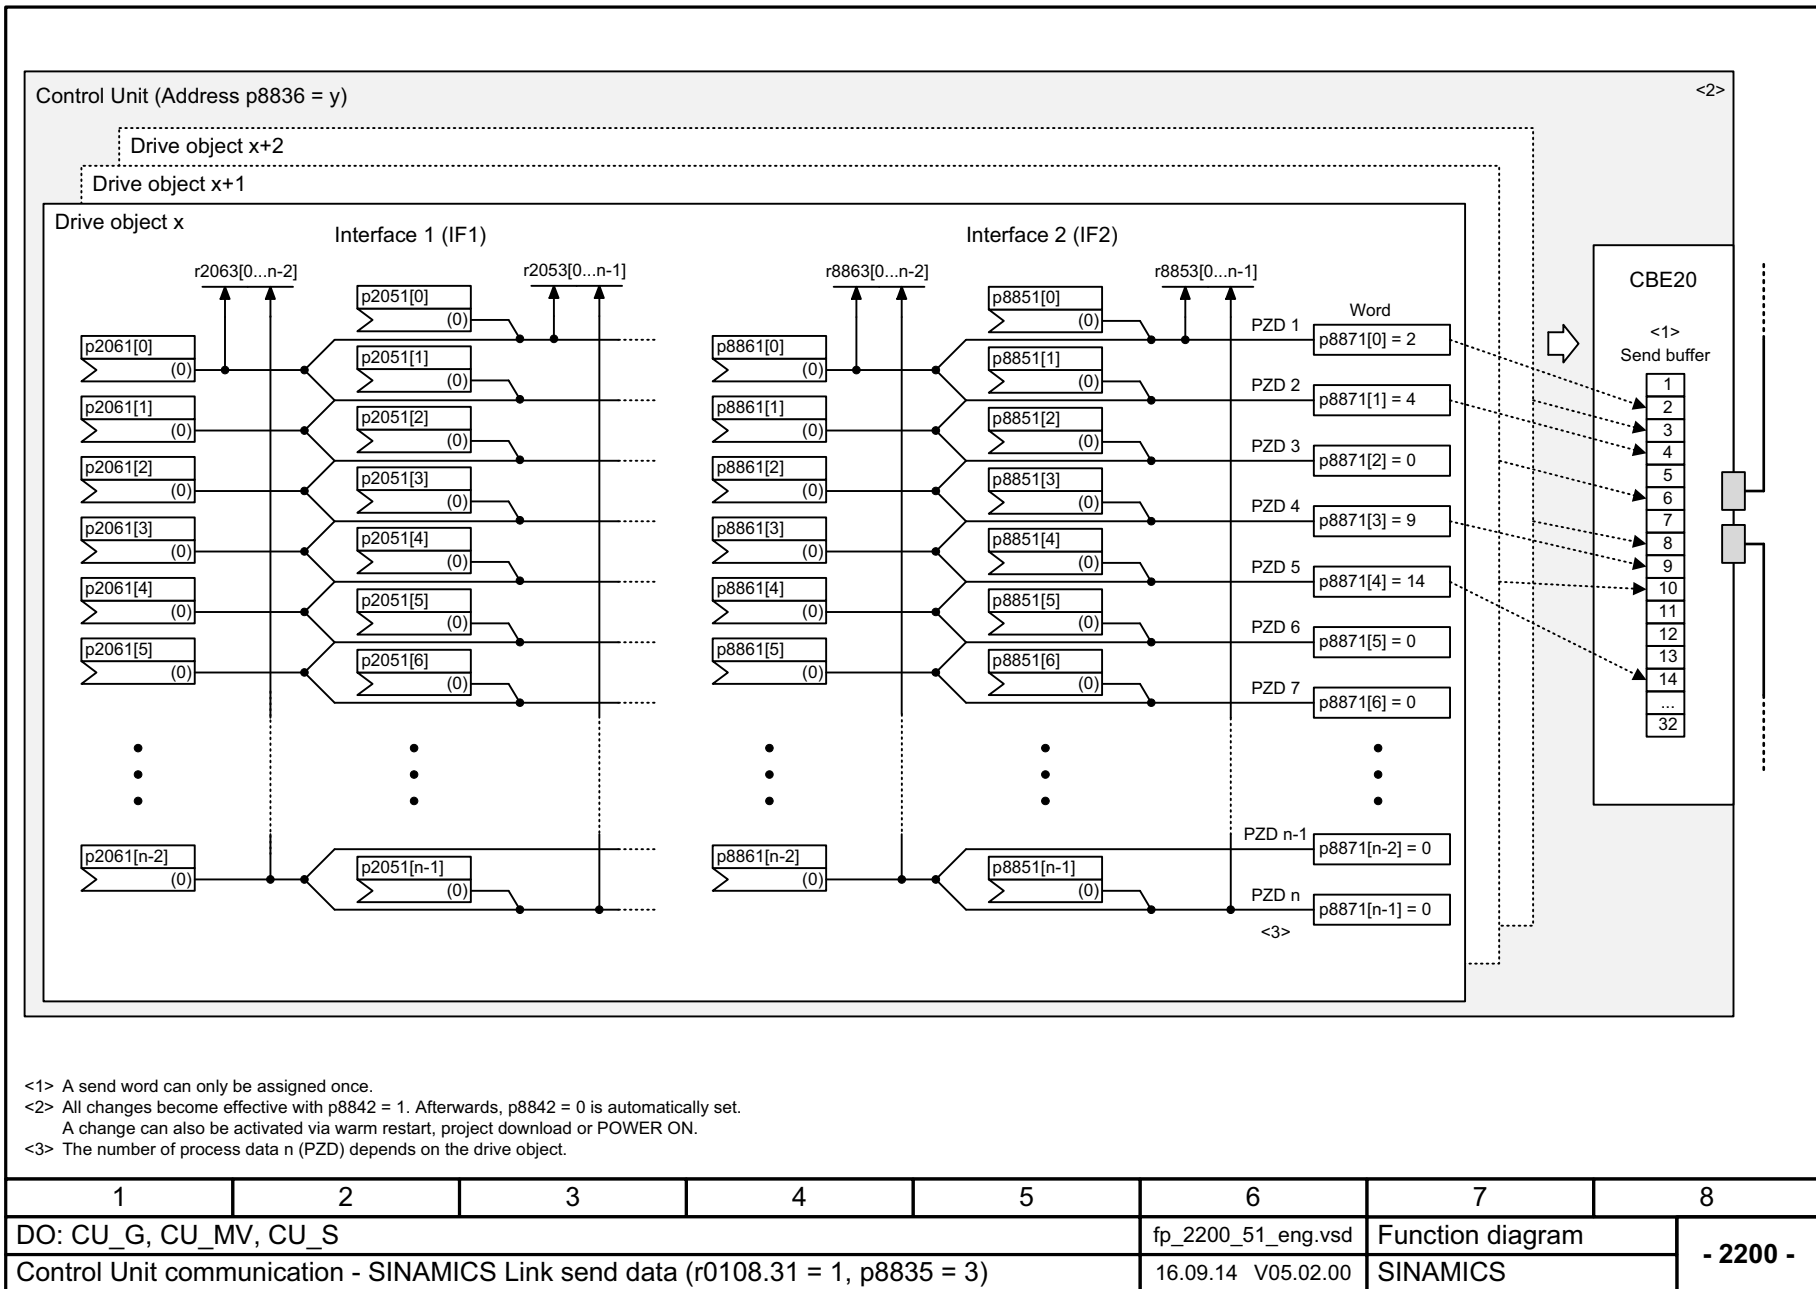 Control Unit (Address p8836 = y)
<2>
Drive object x+2
Drive object x+1
Drive object x
Interface 1 (IF1)
Interface 2 (IF2)
r2063[0...n-2]
r2053[0...n-1]
r8863[0...n-2]
r8853[0...n-1]
p2061[0]
(0)
p2061[1]
(0)
p2061[2]
(0)
p2061[3]
(0)
p2061[4]
(0)
p2061[5]
(0)
p2061[n-2]
(0)
p2051[0]
(0)
p2051[1]
(0)
p2051[2]
(0)
p2051[3]
(0)
p2051[4]
(0)
p2051[5]
(0)
p2051[6]
(0)
p2051[n-1]
(0)
p8861[0]
(0)
p8861[1]
(0)
p8861[2]
(0)
p8861[3]
(0)
p8861[4]
(0)
p8861[5]
(0)
p8861[n-2]
(0)
p8851[0]
(0)
p8851[1]
(0)
p8851[2]
(0)
p8851[3]
(0)
p8851[4]
(0)
p8851[5]
(0)
p8851[6]
(0)
p8851[n-1]
(0)
Word
PZD 1 p8871[0] = 2
PZD 2 p8871[1] = 4
PZD 3 p8871[2] = 0
PZD 4 p8871[3] = 9
PZD 5 p8871[4] = 14
PZD 6 p8871[5] = 0
PZD 7 p8871[6] = 0
PZD n-1 p8871[n-2] = 0
PZD n p8871[n-1] = 0
<3>
CBE20
<1>
Send buffer
1
2
3
4
5
6
7
8
9
10
11
12
13
14
...
32
<1> A send word can only be assigned once.
<2> All changes become effective with p8842 = 1. Afterwards, p8842 = 0 is automatically set.
A change can also be activated via warm restart, project download or POWER ON.
<3> The number of process data n (PZD) depends on the drive object.
1 2 3 4 5 6 7 8
DO: CU_G, CU_MV, CU_S fp_2200_51_eng.vsd Function diagram
- 2200 -
Control Unit communication - SINAMICS Link send data (r0108.31 = 1, p8835 = 3) 16.09.14 V05.02.00 SINAMICS